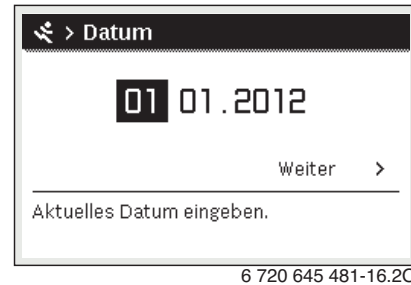 > Datum
01 01.2012
Weiter >
Aktuelles Datum eingeben.
6 720 645 481-16.2O